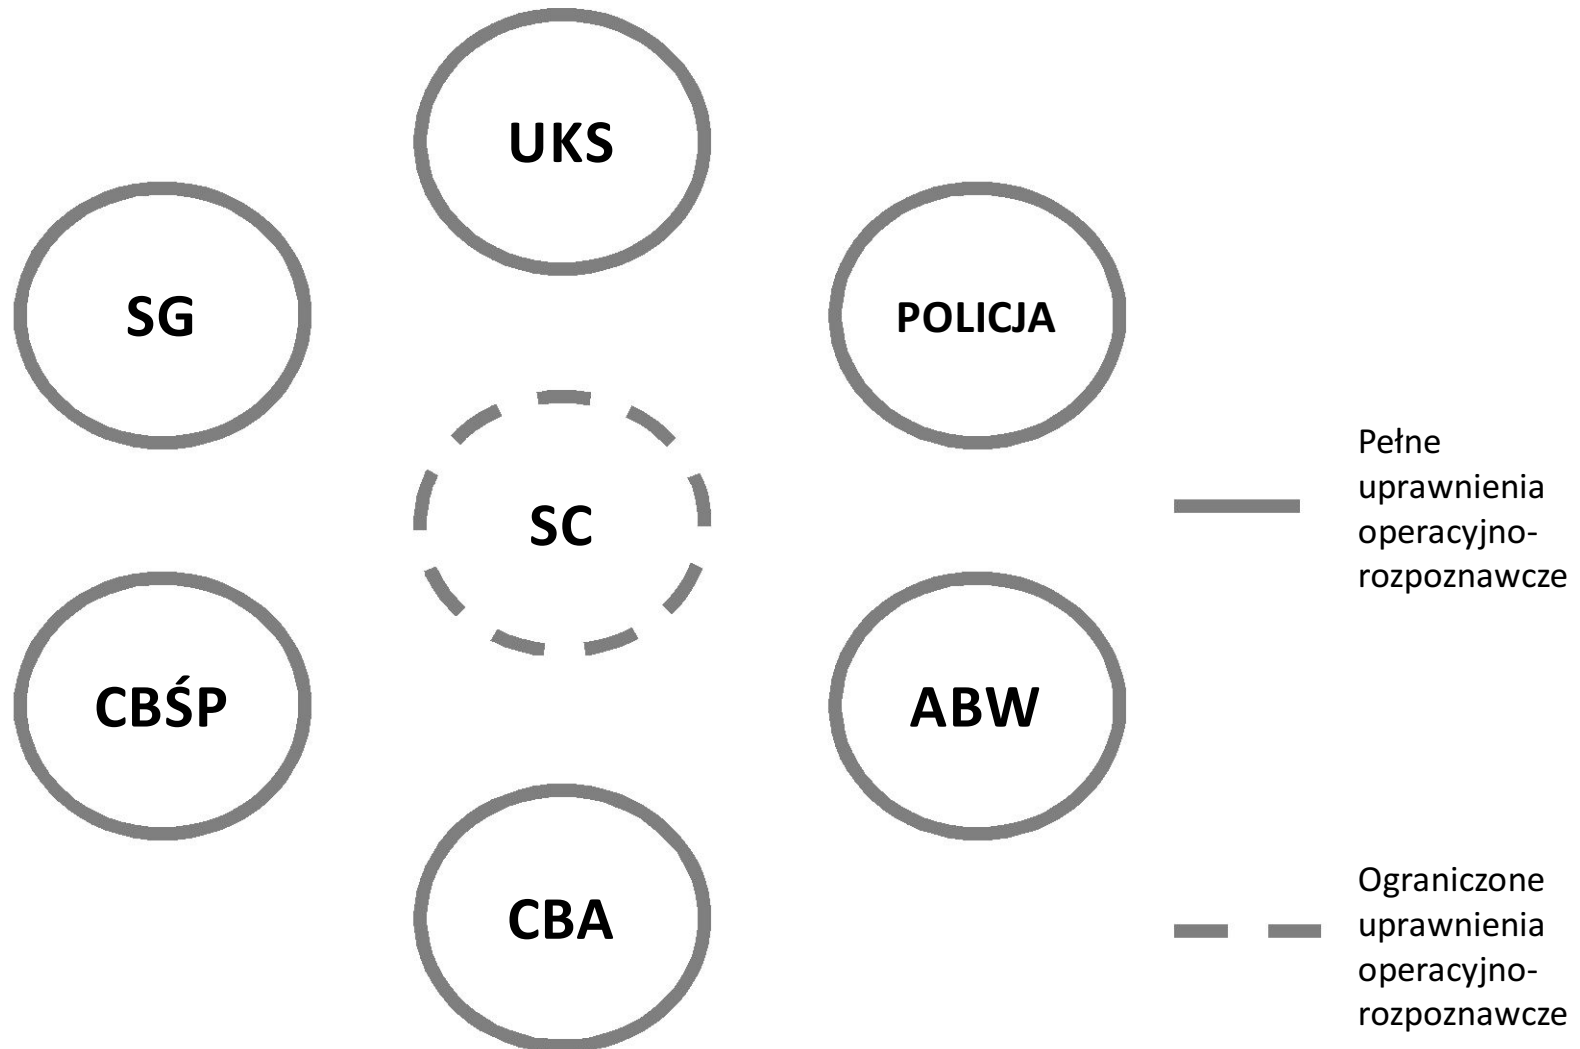 UKS
SG
POLICJA
SC
CBŚP
ABW
CBA
Pełne
uprawnienia
operacyjno-
rozpoznawcze
Ograniczone
uprawnienia
operacyjno-
rozpoznawcze